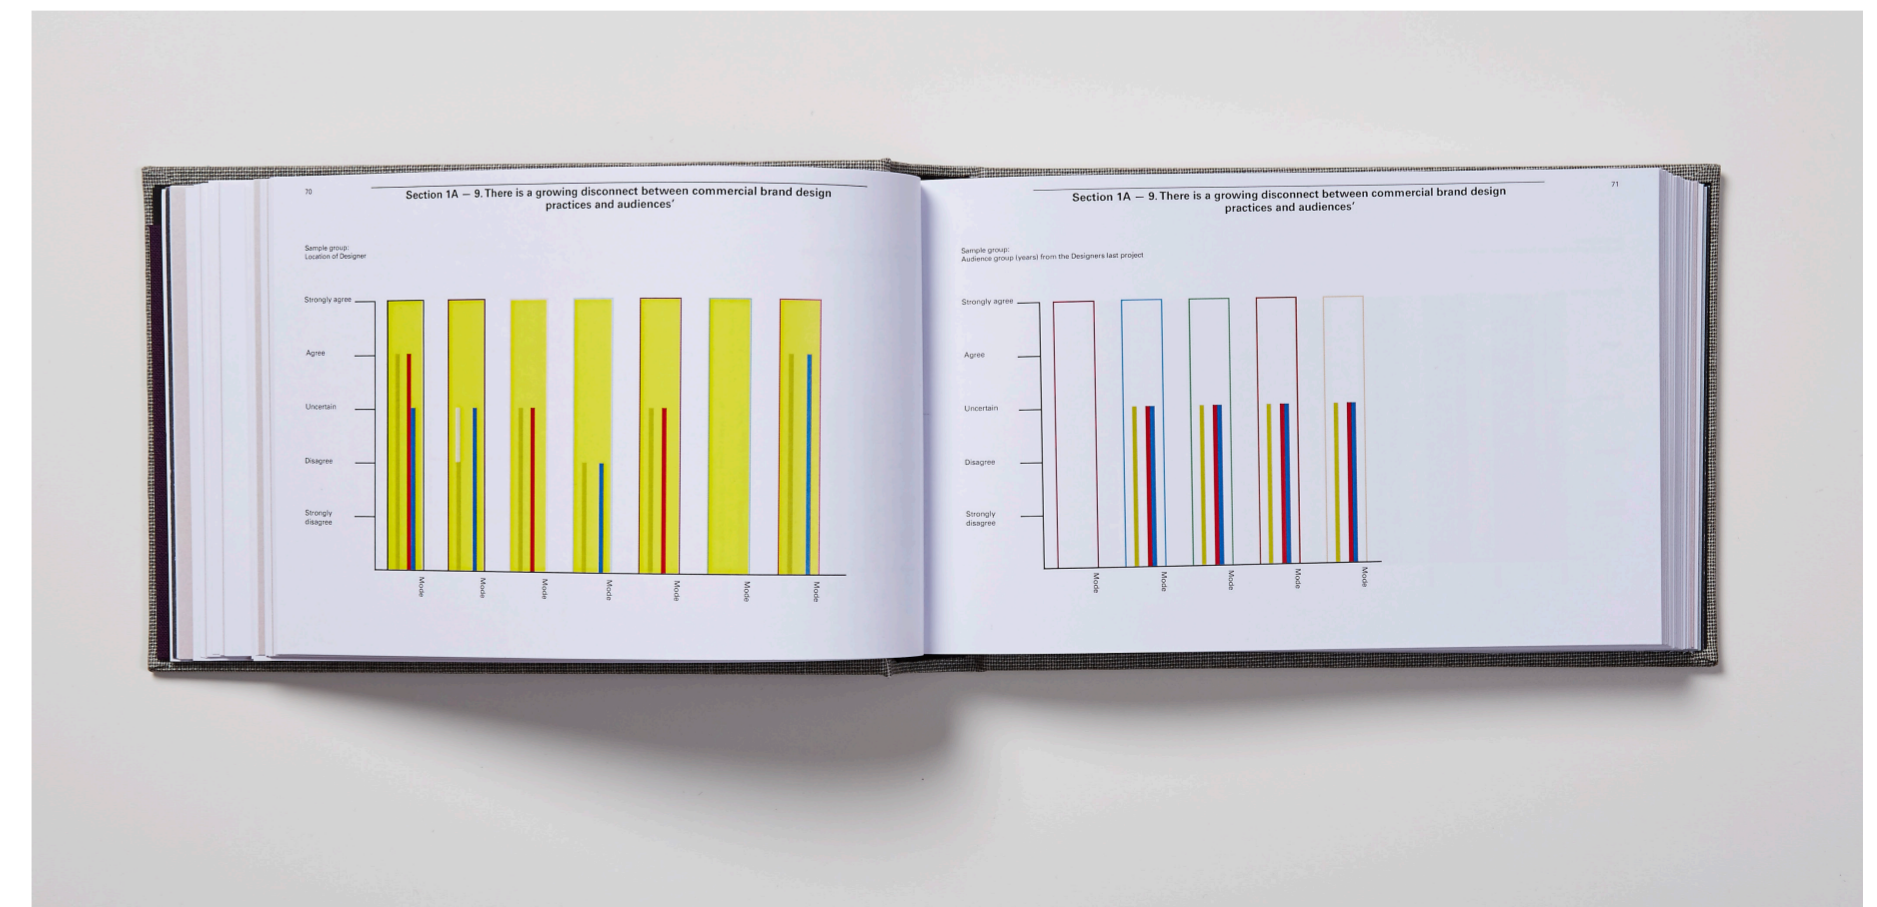 70
Section 1A — 9. There is a growing disconnect between commercial brand design
practices and audiences’
Sample group:
Location of Designer
Strongly agree
Agree
Uncertain
Disagree
Strongly
disagree
Mode
Mode
Mode
Mode
Mode
Mode
Mode
71
Section 1A — 9. There is a growing disconnect between commercial brand design
practices and audiences’
Sample group:
Audience group (years) from the Designers last project
Strongly agree
Agree
Uncertain
Disagree
Strongly
disagree
Mode
Mode
Mode
Mode
Mode